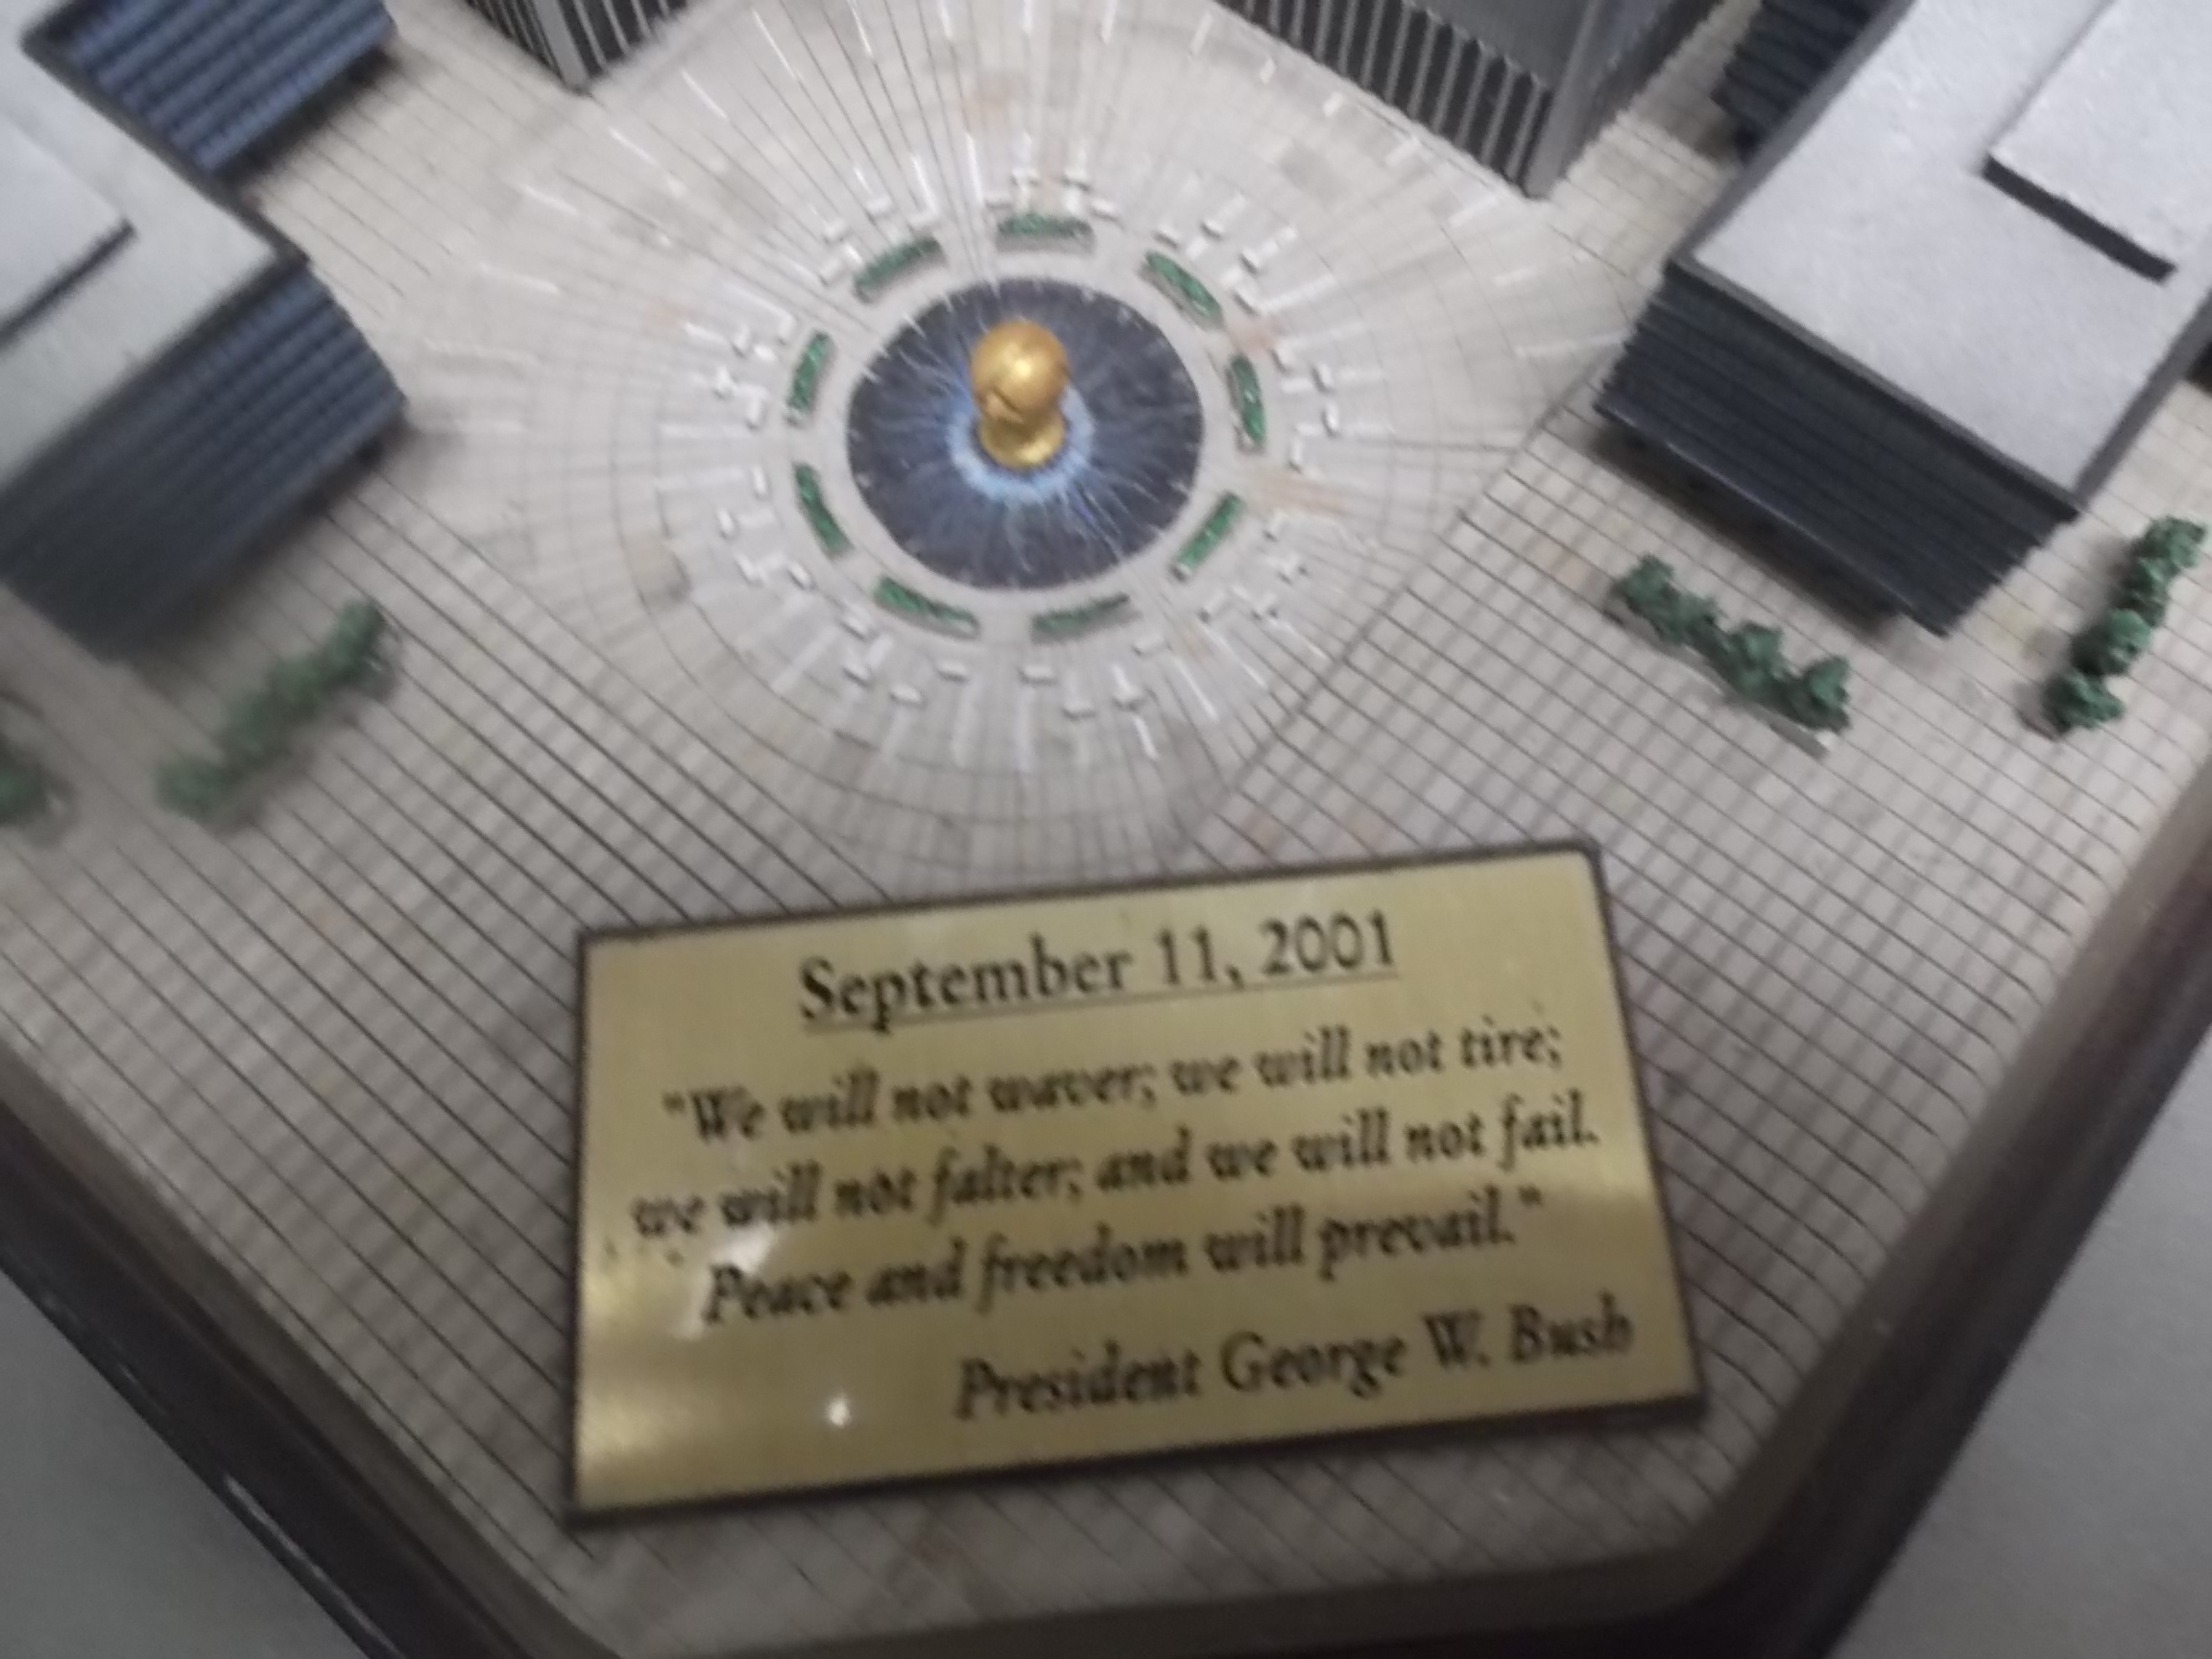 September 11, 2001
"We will not waver; we will not tire;
we will not falter; and we will not fail.
Peace and freedom will prevail."
President George W. Bush